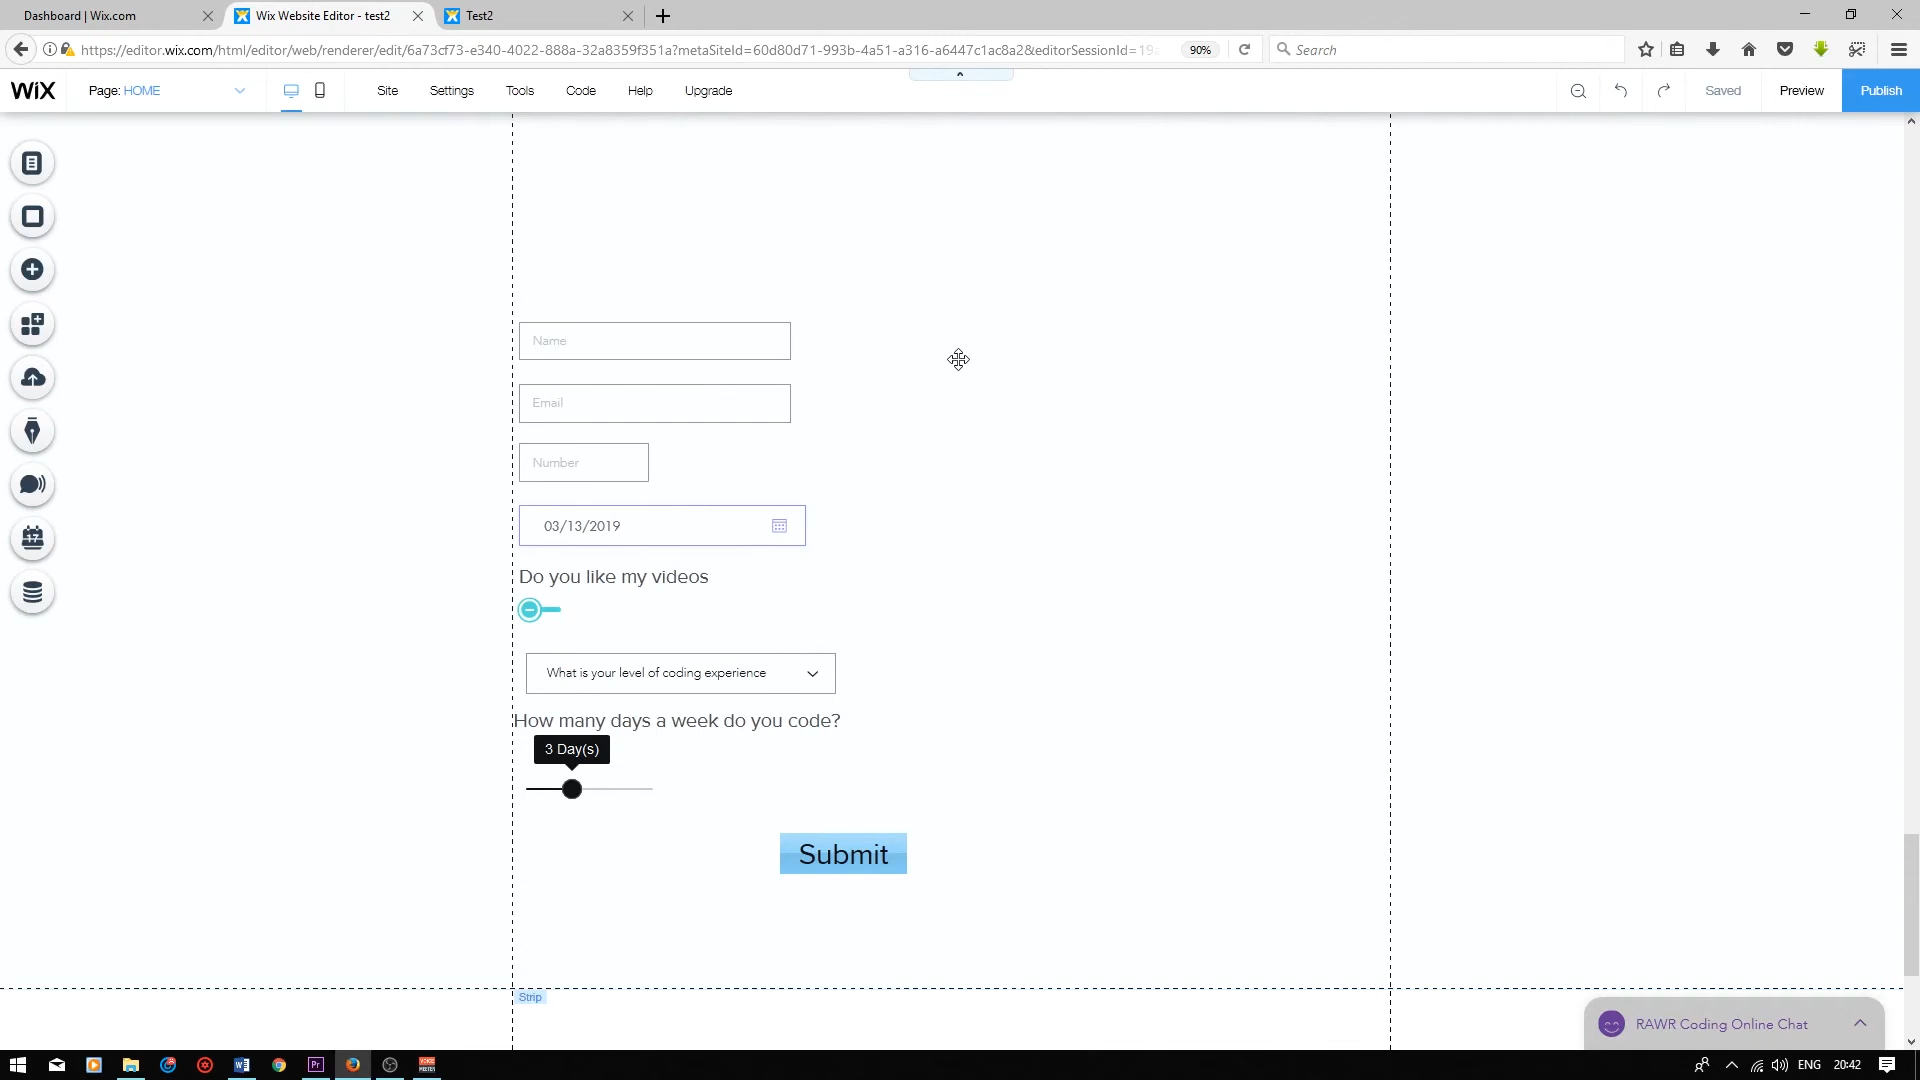 Dashboard | Wix.com
Wix Website Editor - test2
Test2
https://editor.wix.com/html/editor/web/renderer/edit/6a73cf73-e340-4022-888a-32a8359f351a?metaSiteId=60d80d71-993b-4a51-a316-a6447c1ac8a2&editorSessionId=19
90%
Search
WiX
Page: HOME
Site
Settings
Tools
Code
Help
Upgrade
Saved
Preview
Publish
17
Name
Email
Number
03/13/2019
Do you like my videos
What is your level of coding experience
How many days a week do you code?
3 Day(s)
Submit
Strip
RAWR Coding Online Chat
Pr
ENG
20:42